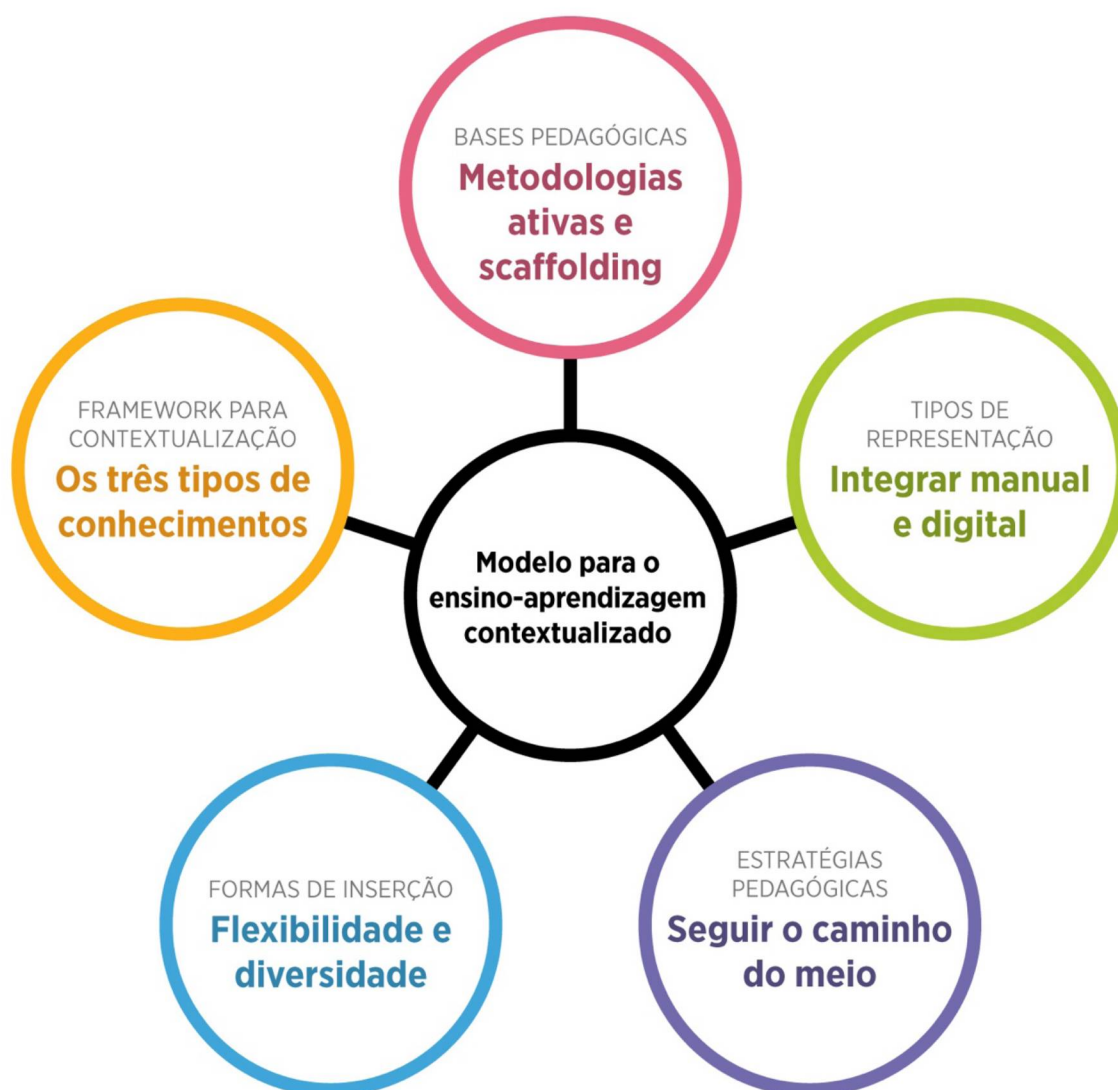 BASES PEDAGÓGICAS
Metodologias
ativas e
scaffolding
FRAMEWORK PARA
CONTEXTUALIZAÇÃO
Os três tipos de
conhecimentos
TIPOS DE
REPRESENTAÇÃO
Integrar manual
e digital
Modelo para o
ensino-aprendizagem
contextualizado
FORMAS DE INSERÇÃO
Flexibilidade e
diversidade
ESTRATÉGIAS
PEDAGÓGICAS
Seguir o caminho
do meio